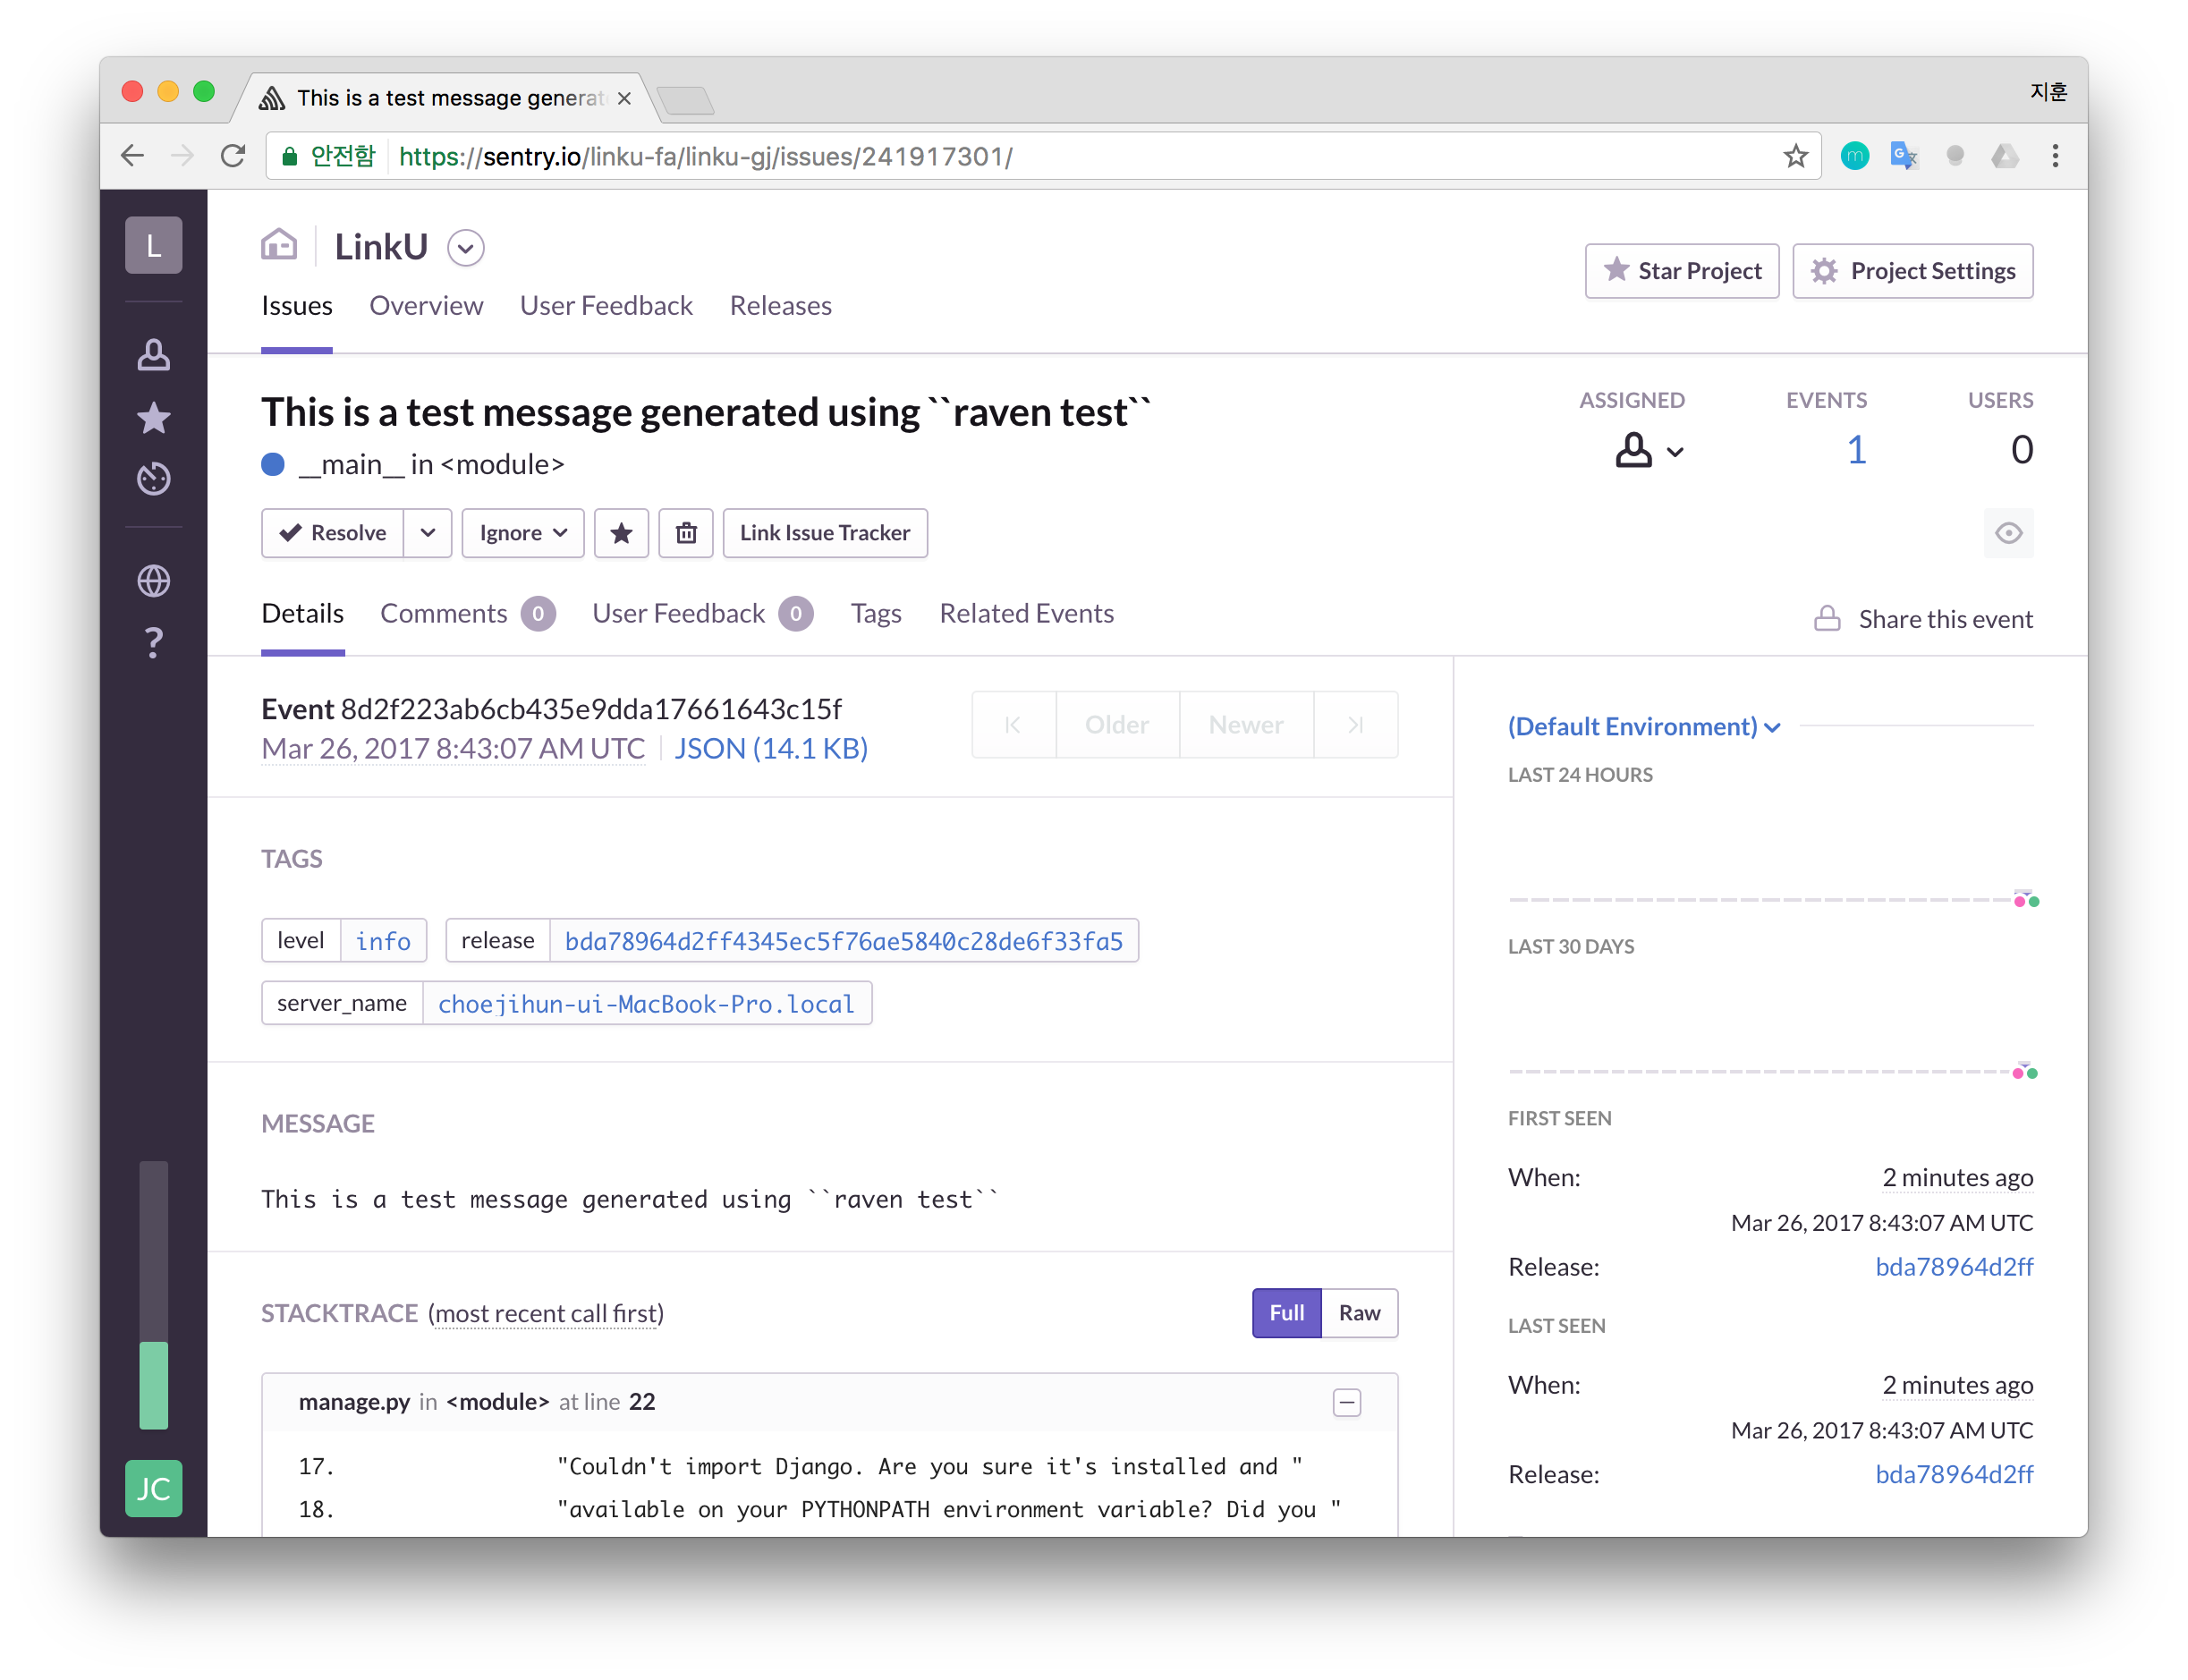 This is a test message generat
지훈
안전함 https://sentry.io/linku-fa/linku-gj/issues/241917301/
L
LinkU
Star Project
Project Settings
Issues Overview User Feedback Releases
This is a test message generated using ``raven test``
__main__ in <module>
ASSIGNED EVENTS USERS
1 0
Resolve Ignore Link Issue Tracker
Details Comments 0 User Feedback 0 Tags Related Events
Share this event
Event 8d2f223ab6cb435e9dda17661643c15f
Mar 26, 2017 8:43:07 AM UTC JSON (14.1 KB)
Older Newer
TAGS
level info release bda78964d2ff4345ec5f76ae5840c28de6f33fa5
server_name choejihun-ui-MacBook-Pro.local
MESSAGE
This is a test message generated using ``raven test``
STACKTRACE (most recent call first)
Full Raw
manage.py in <module> at line 22
17. "Couldn't import Django. Are you sure it's installed and "
18. "available on your PYTHONPATH environment variable? Did you "
(Default Environment)
LAST 24 HOURS
LAST 30 DAYS
FIRST SEEN
When: 2 minutes ago
Mar 26, 2017 8:43:07 AM UTC
Release: bda78964d2ff
LAST SEEN
When: 2 minutes ago
Mar 26, 2017 8:43:07 AM UTC
Release: bda78964d2ff
?
JC